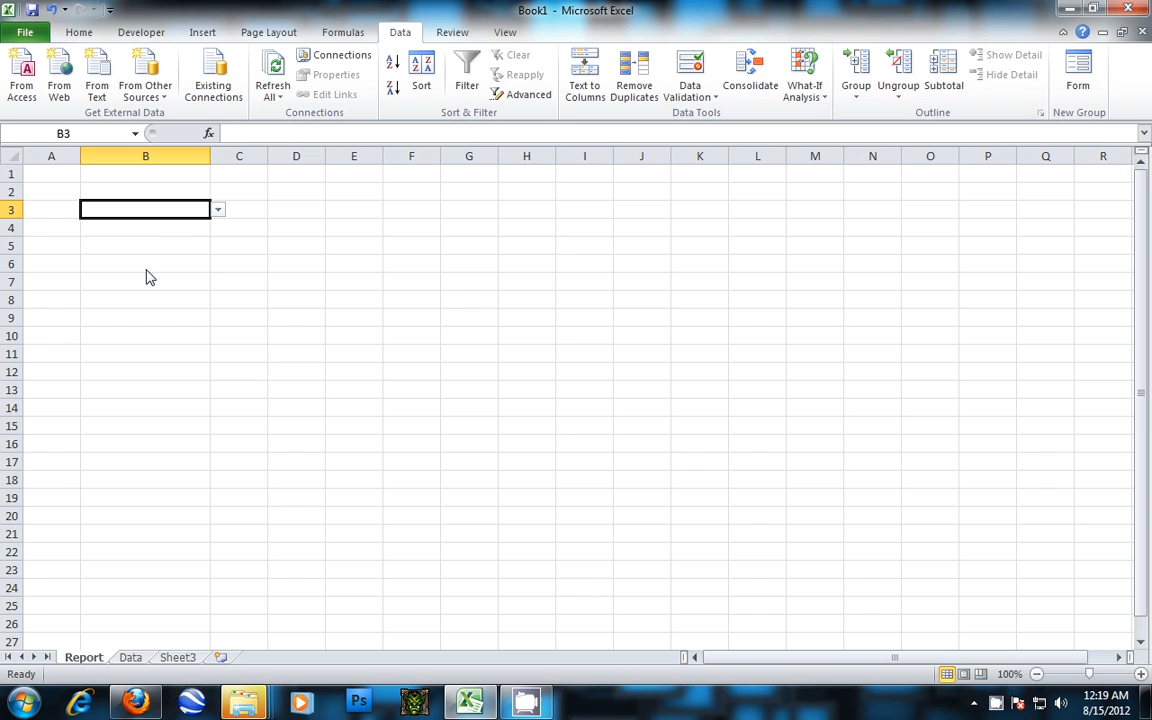 Book1 - Microsoft Excel
File Home Developer Insert Page Layout Formulas Data Review View
From Access
From Web
From Text
From Other Sources
Existing Connections
Get External Data
Refresh All
Connections
Properties
Edit Links
Connections
Sort
Filter
Clear
Reapply
Advanced
Sort & Filter
Text to Columns
Remove Duplicates
Data Validation
Consolidate
What-If Analysis
Data Tools
Group
Ungroup
Subtotal
Show Detail
Hide Detail
Outline
Form
New Group
B3
fx
A B C D E F G H I J K L M N O P Q R
1
2
3
4
5
6
7
8
9
10
11
12
13
14
15
16
17
18
19
20
21
22
23
24
25
26
27
Report Data Sheet3
Ready
100%
Ps
12:19 AM
8/15/2012